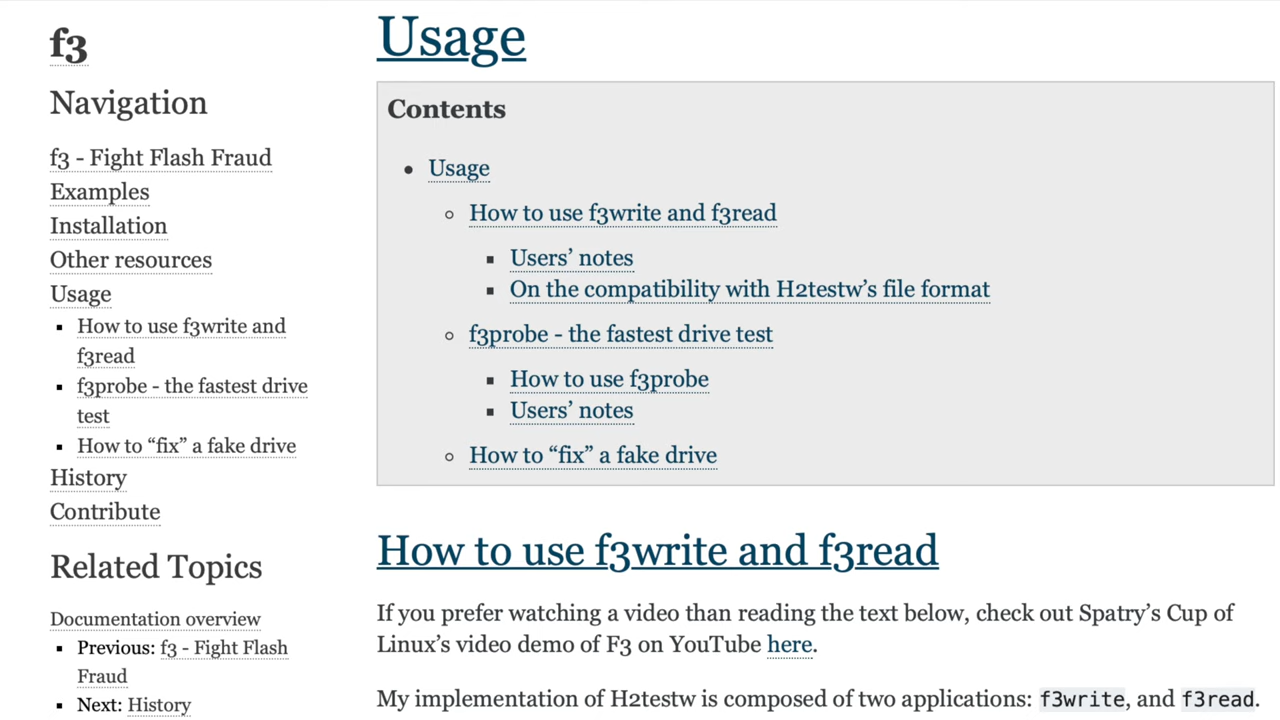 f3
Navigation
f3 - Fight Flash Fraud
Examples
Installation
Other resources
Usage
How to use f3write and
f3read
f3probe - the fastest drive
test
How to “fix” a fake drive
History
Contribute
Related Topics
Documentation overview
Previous: f3 - Fight Flash
Fraud
Next: History
Usage
Contents
Usage
How to use f3write and f3read
Users’ notes
On the compatibility with H2testw’s file format
f3probe - the fastest drive test
How to use f3probe
Users’ notes
How to “fix” a fake drive
How to use f3write and f3read
If you prefer watching a video than reading the text below, check out Spatry’s Cup of
Linux’s video demo of F3 on YouTube here.
My implementation of H2testw is composed of two applications: f3write, and f3read.